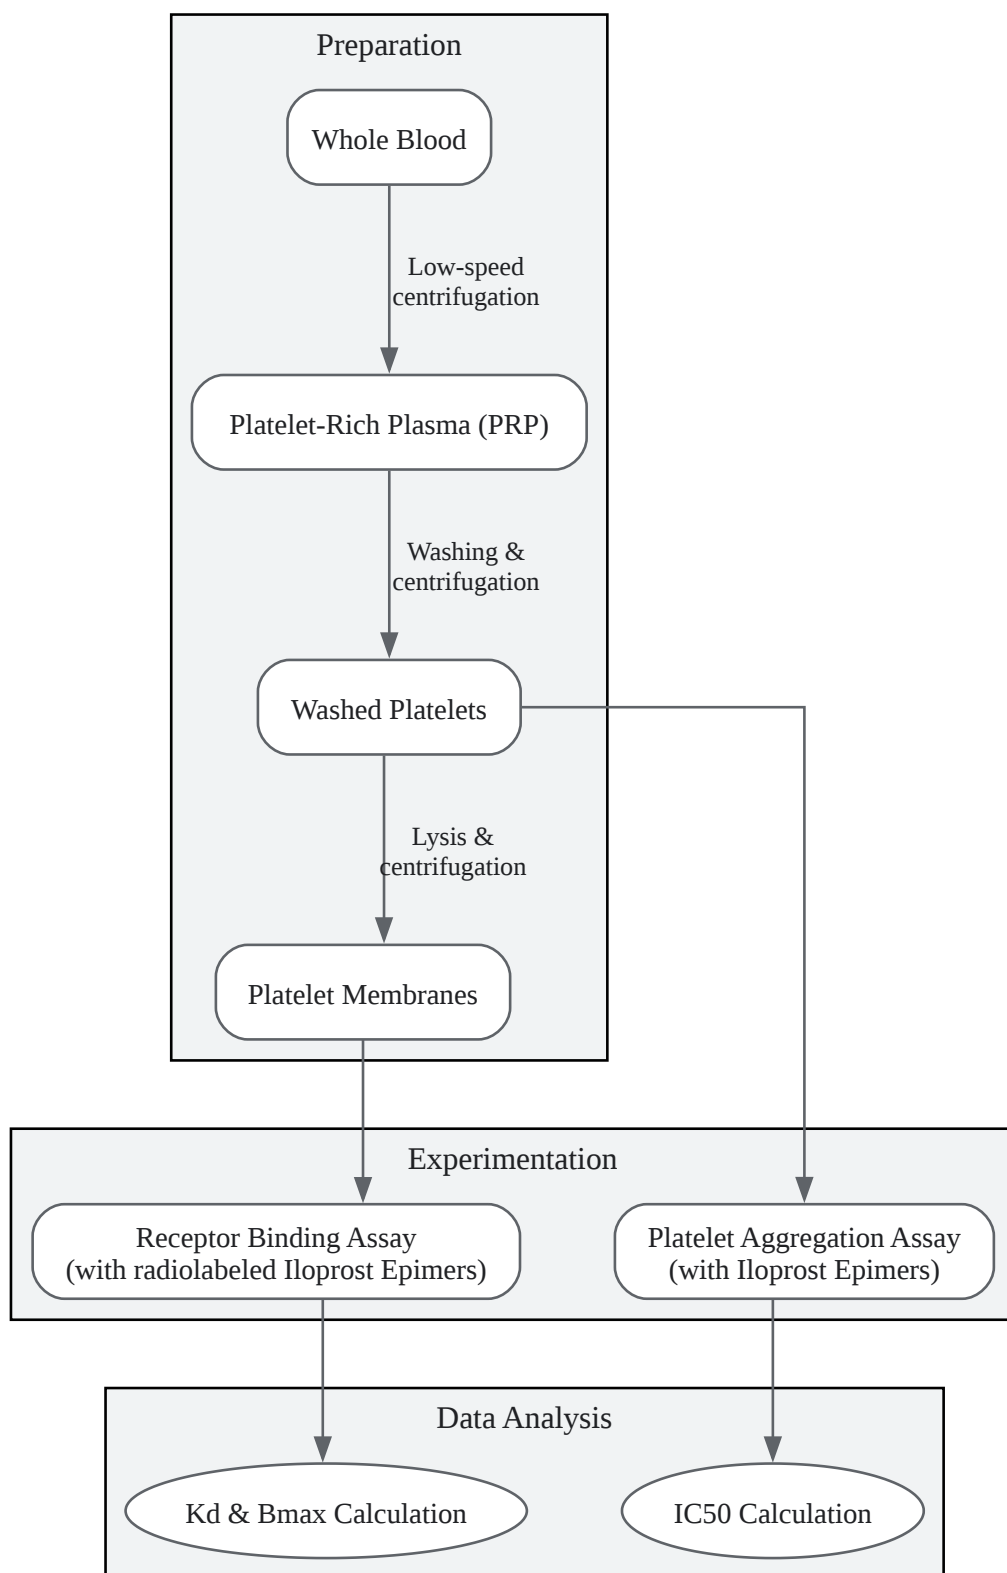 Preparation
Whole Blood
Low-speed
centrifugation
Platelet-Rich Plasma (PRP)
Washing &
centrifugation
Washed Platelets
Lysis &
centrifugation
Platelet Membranes
Experimentation
Receptor Binding Assay
(with radiolabeled Iloprost Epimers)
Platelet Aggregation Assay
(with Iloprost Epimers)
Data Analysis
Kd & Bmax Calculation
IC50 Calculation